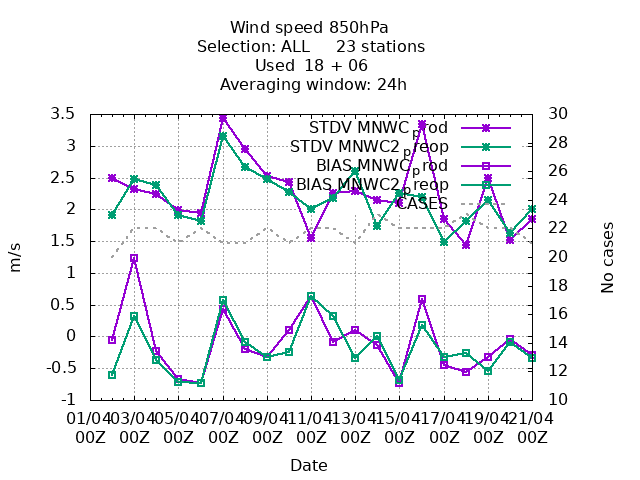 Wind speed 850hPa
Selection: ALL 23 stations
Used 18 + 06
Averaging window: 24h
3.5
3
2.5
2
1.5
1
0.5
0
-0.5
-1
m/s
STDV MNWC_prod
STDV MNWC2_preop
BIAS MNWC_prod
BIAS MNWC2_preop
CASES
30
28
26
24
22
20
18
16
14
12
10
No cases
01/04 03/04 05/04 07/04 09/04 11/04 13/04 15/04 17/04 19/04 21/04
00Z 00Z 00Z 00Z 00Z 00Z 00Z 00Z 00Z 00Z 00Z
Date